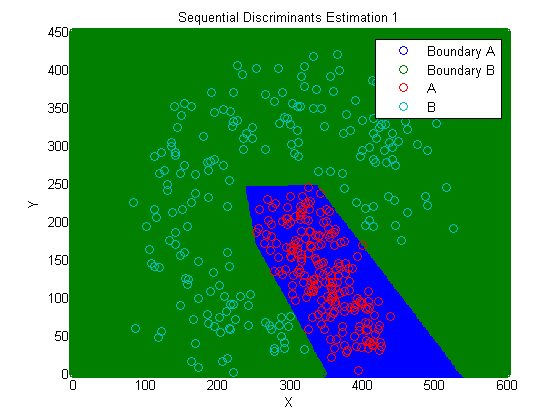 Sequential Discriminants Estimation 1
450
400
350
300
250
200
150
100
50
0
Y
0 100 200 300 400 500 600
X
Boundary A
Boundary B
A
B